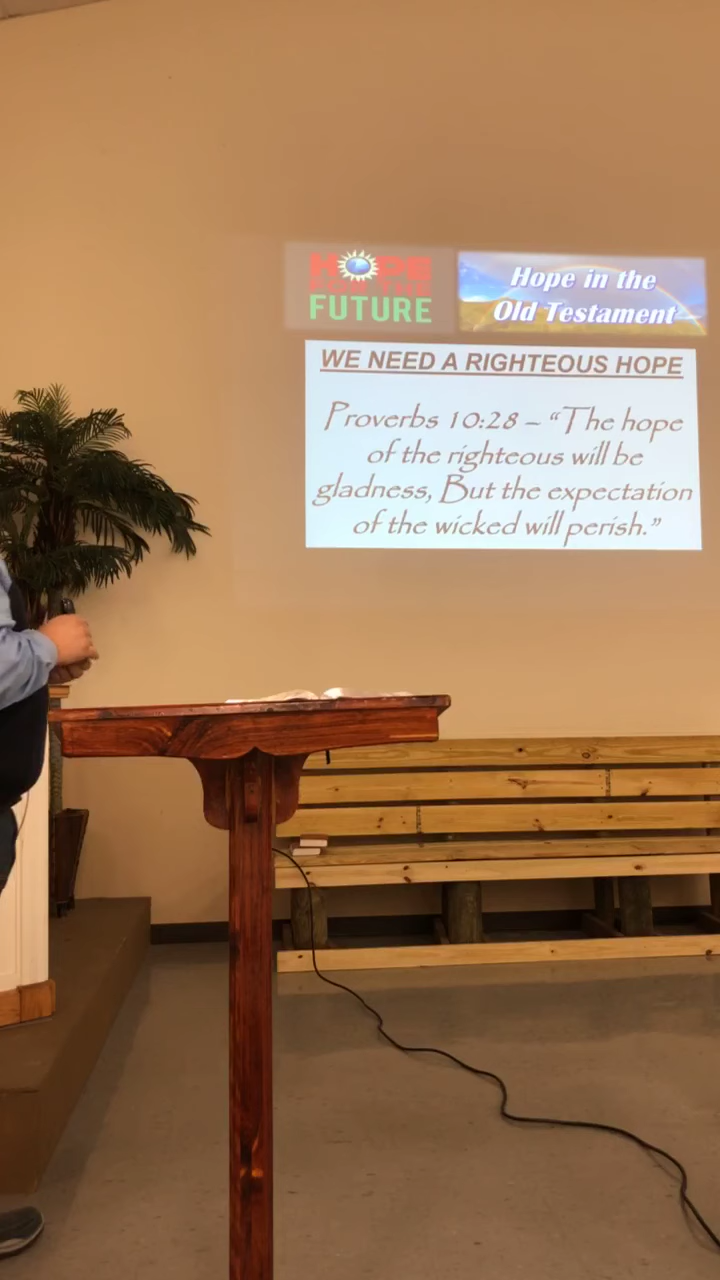 HOPE
FOR THE
FUTURE
Hope in the
Old Testament
WE NEED A RIGHTEOUS HOPE
Proverbs 10:28 – “The hope
of the righteous will be
gladness, But the expectation
of the wicked will perish.”